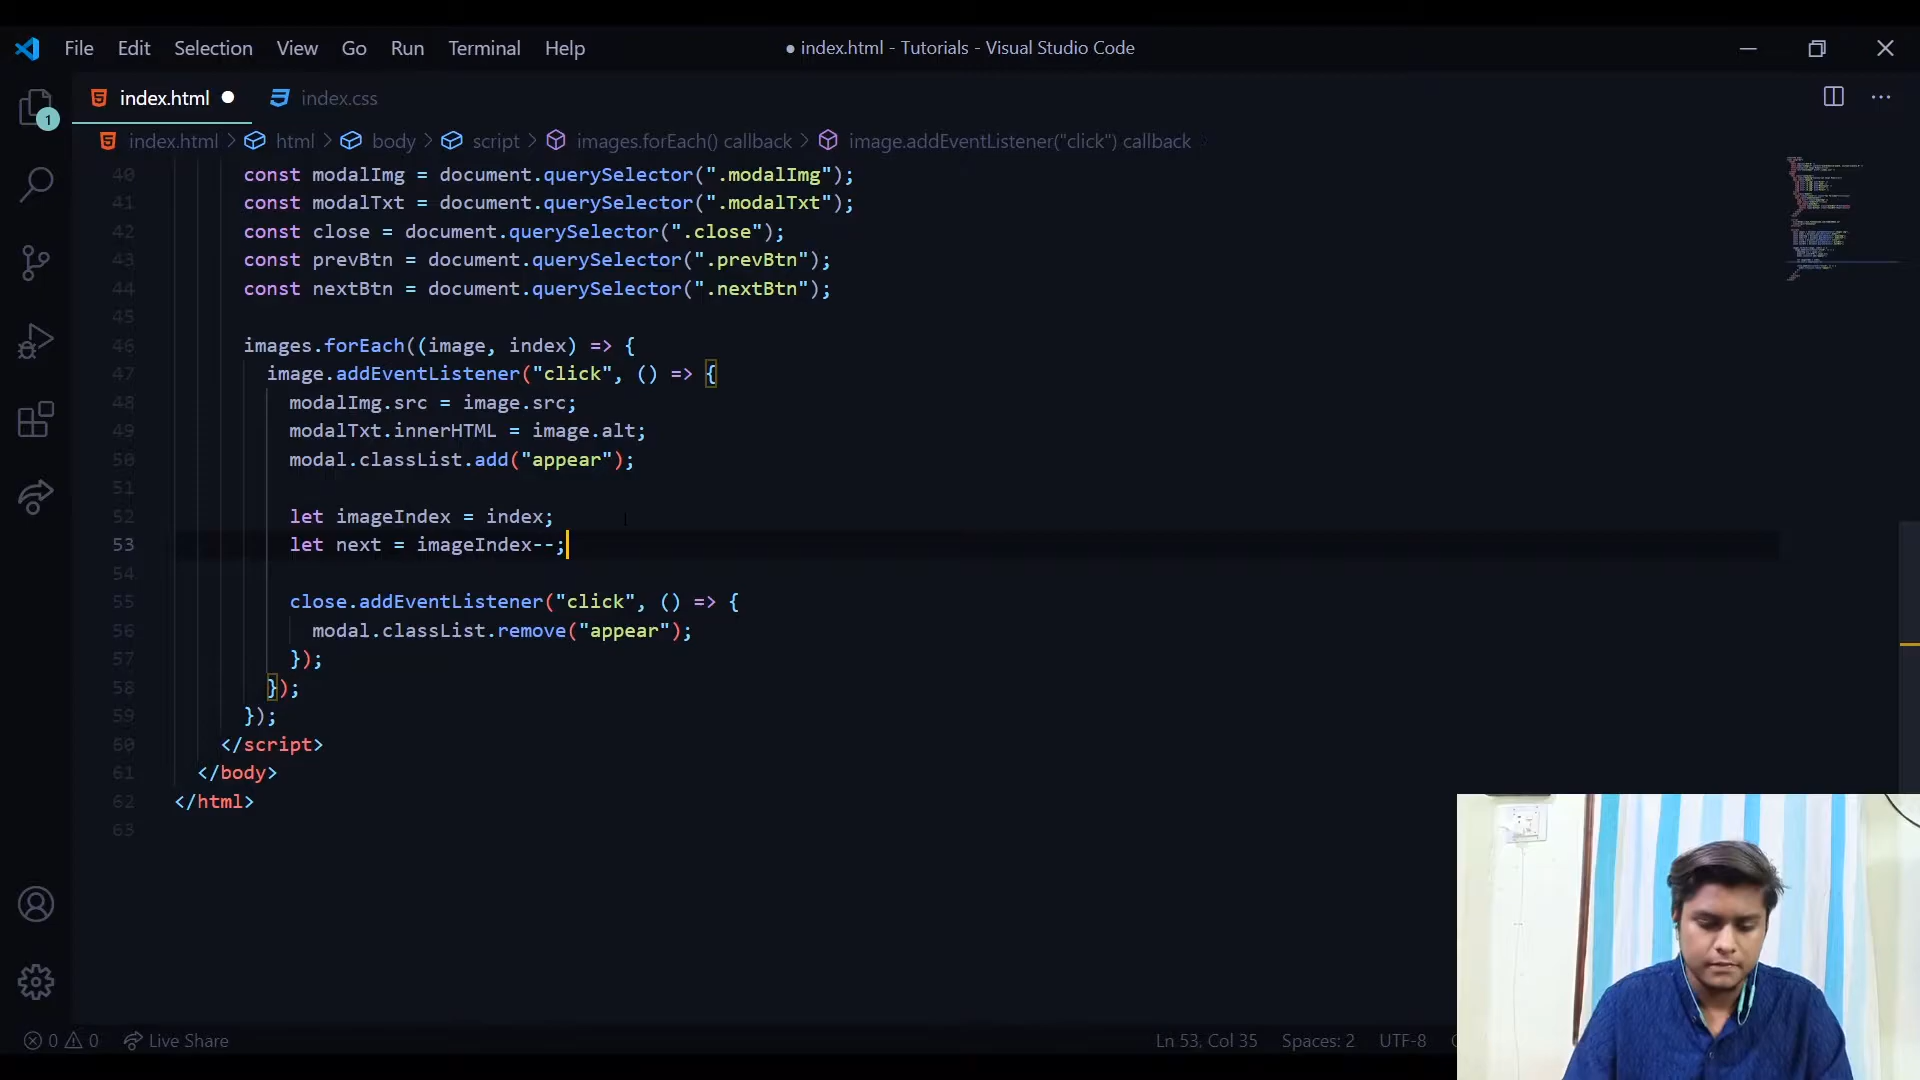 File Edit Selection View Go Run Terminal Help
● index.html - Tutorials - Visual Studio Code
index.html ● index.css
index.html > html > body > script > images.forEach() callback > image.addEventListener("click") callback
1
40 const modalImg = document.querySelector(".modalImg");
41 const modalTxt = document.querySelector(".modalTxt");
42 const close = document.querySelector(".close");
43 const prevBtn = document.querySelector(".prevBtn");
44 const nextBtn = document.querySelector(".nextBtn");
45
46 images.forEach((image, index) => {
47 image.addEventListener("click", () => {
48 modalImg.src = image.src;
49 modalTxt.innerHTML = image.alt;
50 modal.classList.add("appear");
51
52 let imageIndex = index;
53 let next = imageIndex--;
54
55 close.addEventListener("click", () => {
56 modal.classList.remove("appear");
57 });
58 });
59 });
60 </script>
61 </body>
62 </html>
63
0 0 Live Share
Ln 53, Col 35 Spaces: 2 UTF-8